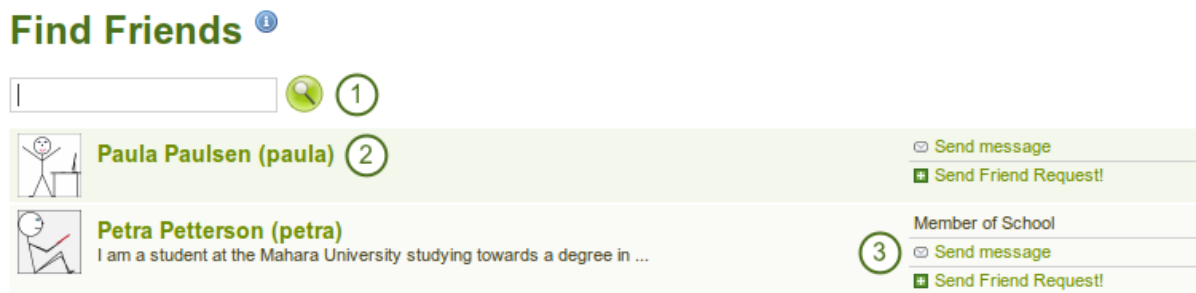 Find Friends i
1
Paula Paulsen (paula) 2
Send message
Send Friend Request!
Petra Petterson (petra)
I am a student at the Mahara University studying towards a degree in ...
Member of School
3 Send message
Send Friend Request!